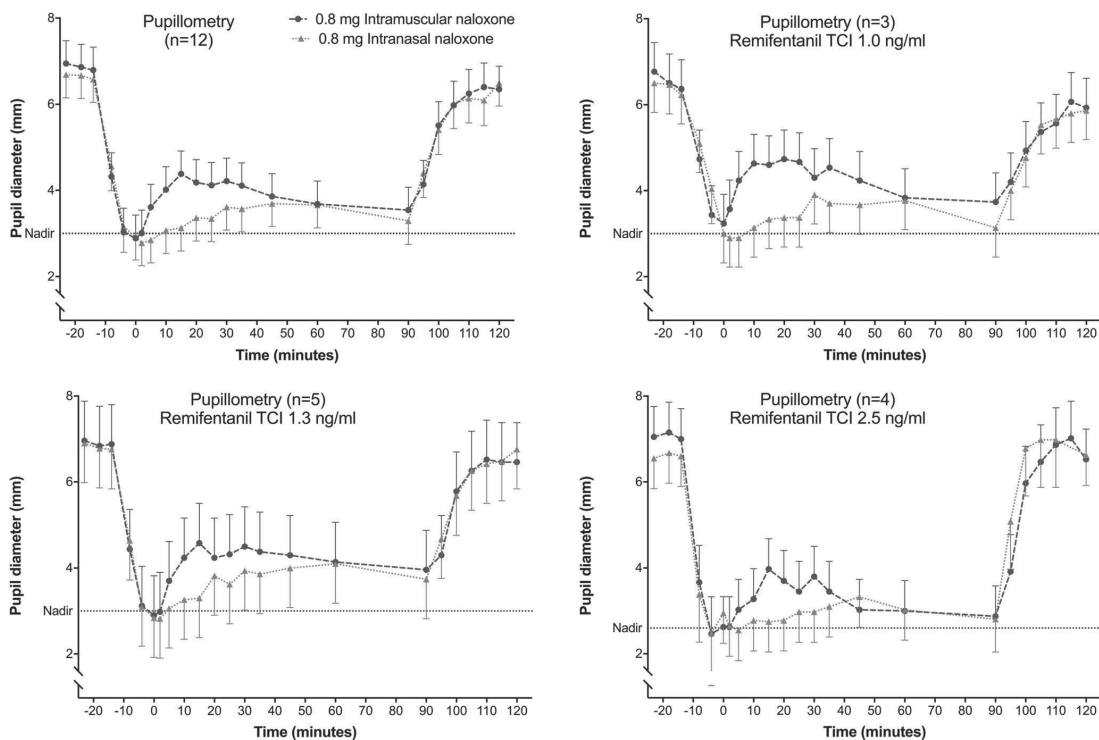 Pupillometry
(n=12)
0.8 mg Intramuscular naloxone
0.8 mg Intranasal naloxone
Pupil diameter (mm)
8
6
4
Nadir
2
-20 -10 0 10 20 30 40 50 60 70 80 90 100 110 120
Time (minutes)
Pupillometry (n=3)
Remifentanil TCI 1.0 ng/ml
Pupil diameter (mm)
8
6
4
Nadir
2
-20 -10 0 10 20 30 40 50 60 70 80 90 100 110 120
Time (minutes)
Pupillometry (n=5)
Remifentanil TCI 1.3 ng/ml
Pupil diameter (mm)
8
6
4
Nadir
2
-20 -10 0 10 20 30 40 50 60 70 80 90 100 110 120
Time (minutes)
Pupillometry (n=4)
Remifentanil TCI 2.5 ng/ml
Pupil diameter (mm)
8
6
4
Nadir
2
-20 -10 0 10 20 30 40 50 60 70 80 90 100 110 120
Time (minutes)